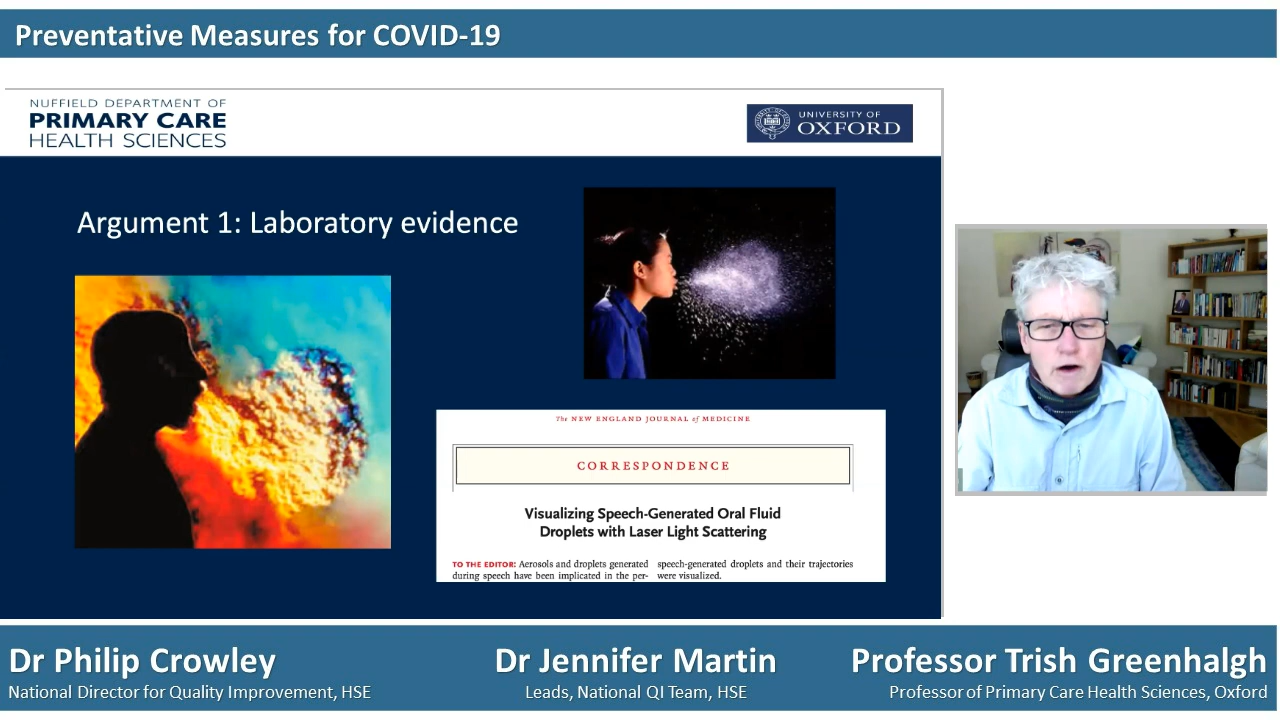 Preventative Measures for COVID-19
NUFFIELD DEPARTMENT OF
PRIMARY CARE
HEALTH SCIENCES
UNIVERSITY OF
OXFORD
Argument 1: Laboratory evidence
The NEW ENGLAND JOURNAL of MEDICINE
CORRESPONDENCE
Visualizing Speech-Generated Oral Fluid
Droplets with Laser Light Scattering
TO THE EDITOR: Aerosols and droplets generated
during speech have been implicated in the per-
speech-generated droplets and their trajectories
were visualized.
Dr Philip Crowley
National Director for Quality Improvement, HSE
Dr Jennifer Martin
Leads, National QI Team, HSE
Professor Trish Greenhalgh
Professor of Primary Care Health Sciences, Oxford